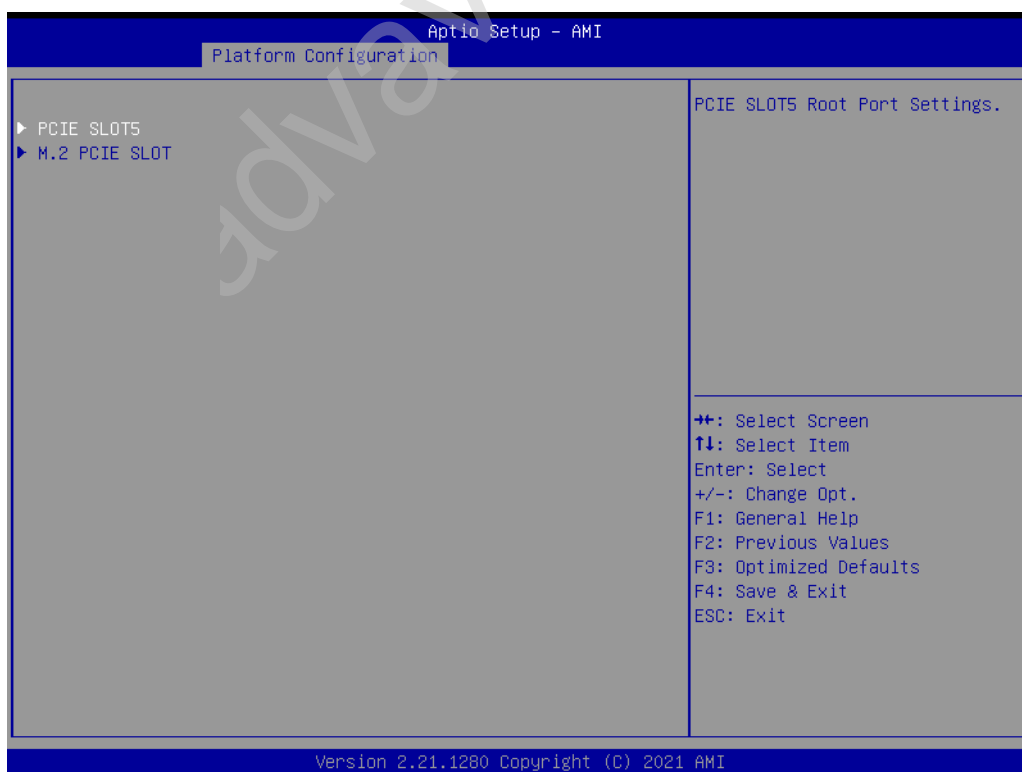 Aptio Setup – AMI
Platform Configuration
▶ PCIE SLOT5
▶ M.2 PCIE SLOT
PCIE SLOT5 Root Port Settings.
→←: Select Screen
↑↓: Select Item
Enter: Select
+/-: Change Opt.
F1: General Help
F2: Previous Values
F3: Optimized Defaults
F4: Save & Exit
ESC: Exit
Version 2.21.1280 Copyright (C) 2021 AMI